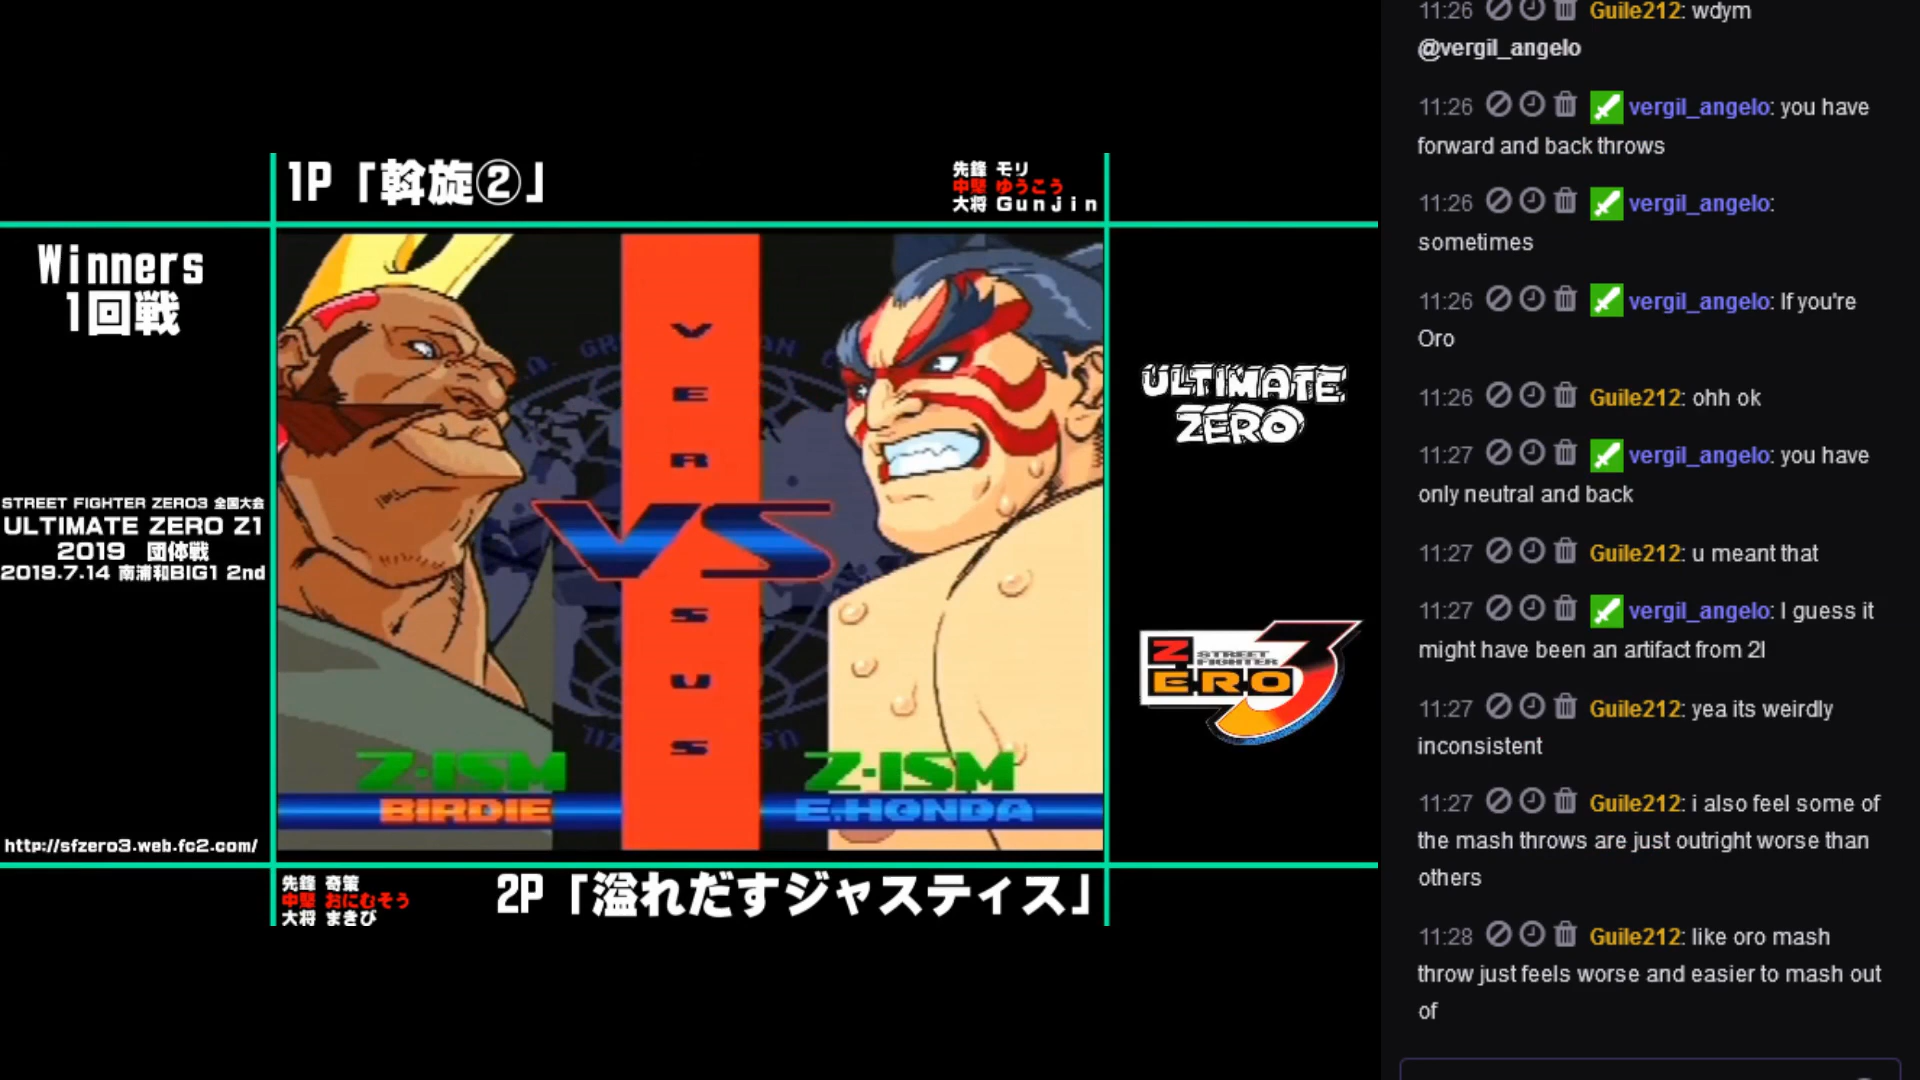 1P「斡旋②」
先鋒 モリ
中堅 ゆうこう
大将 Gunjin
Winners
1回戦
STREET FIGHTER ZERO3 全国大会
ULTIMATE ZERO Z1
2019 団体戦
2019.7.14 南浦和BIG1 2nd
http://sfzero3.web.fc2.com/
VERSUS
VS
Z-ISM
BIRDIE
Z-ISM
E.HONDA
ULTIMATE
ZERO
STREET
FIGHTER
ZERO
3
先鋒 奇策
中堅 おにむそう
大将 まきび
2P「溢れだすジャスティス」
11:26 Guile212: wdym
@vergil_angelo
11:26 vergil_angelo: you have
forward and back throws
11:26 vergil_angelo:
sometimes
11:26 vergil_angelo: If you're
Oro
11:26 Guile212: ohh ok
11:27 vergil_angelo: you have
only neutral and back
11:27 Guile212: u meant that
11:27 vergil_angelo: I guess it
might have been an artifact from 2I
11:27 Guile212: yea its weirdly
inconsistent
11:27 Guile212: i also feel some of
the mash throws are just outright worse than
others
11:28 Guile212: like oro mash
throw just feels worse and easier to mash out
of